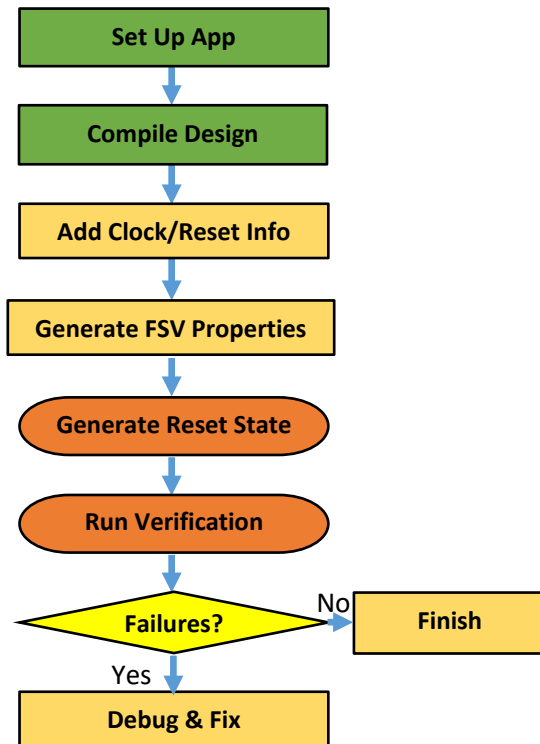 Set Up App
Compile Design
Add Clock/Reset Info
Generate FSV Properties
Generate Reset State
Run Verification
Failures?
No
Finish
Yes
Debug & Fix